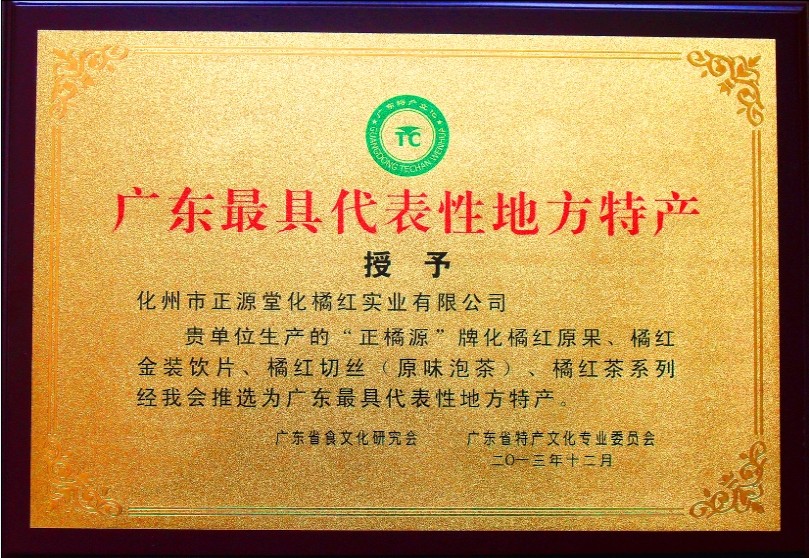 广东特产文化
TC
GUANGDONG TECHAN WENHUA
广东最具代表性地方特产
授予
化州市正源堂化橘红实业有限公司
贵单位生产的“正橘源”牌化橘红原果、橘红
金装饮片、橘红切丝（原味泡茶）、橘红茶系列
经我会推选为广东最具代表性地方特产。
广东省食文化研究会 广东省特产文化专业委员会
二〇一三年十二月